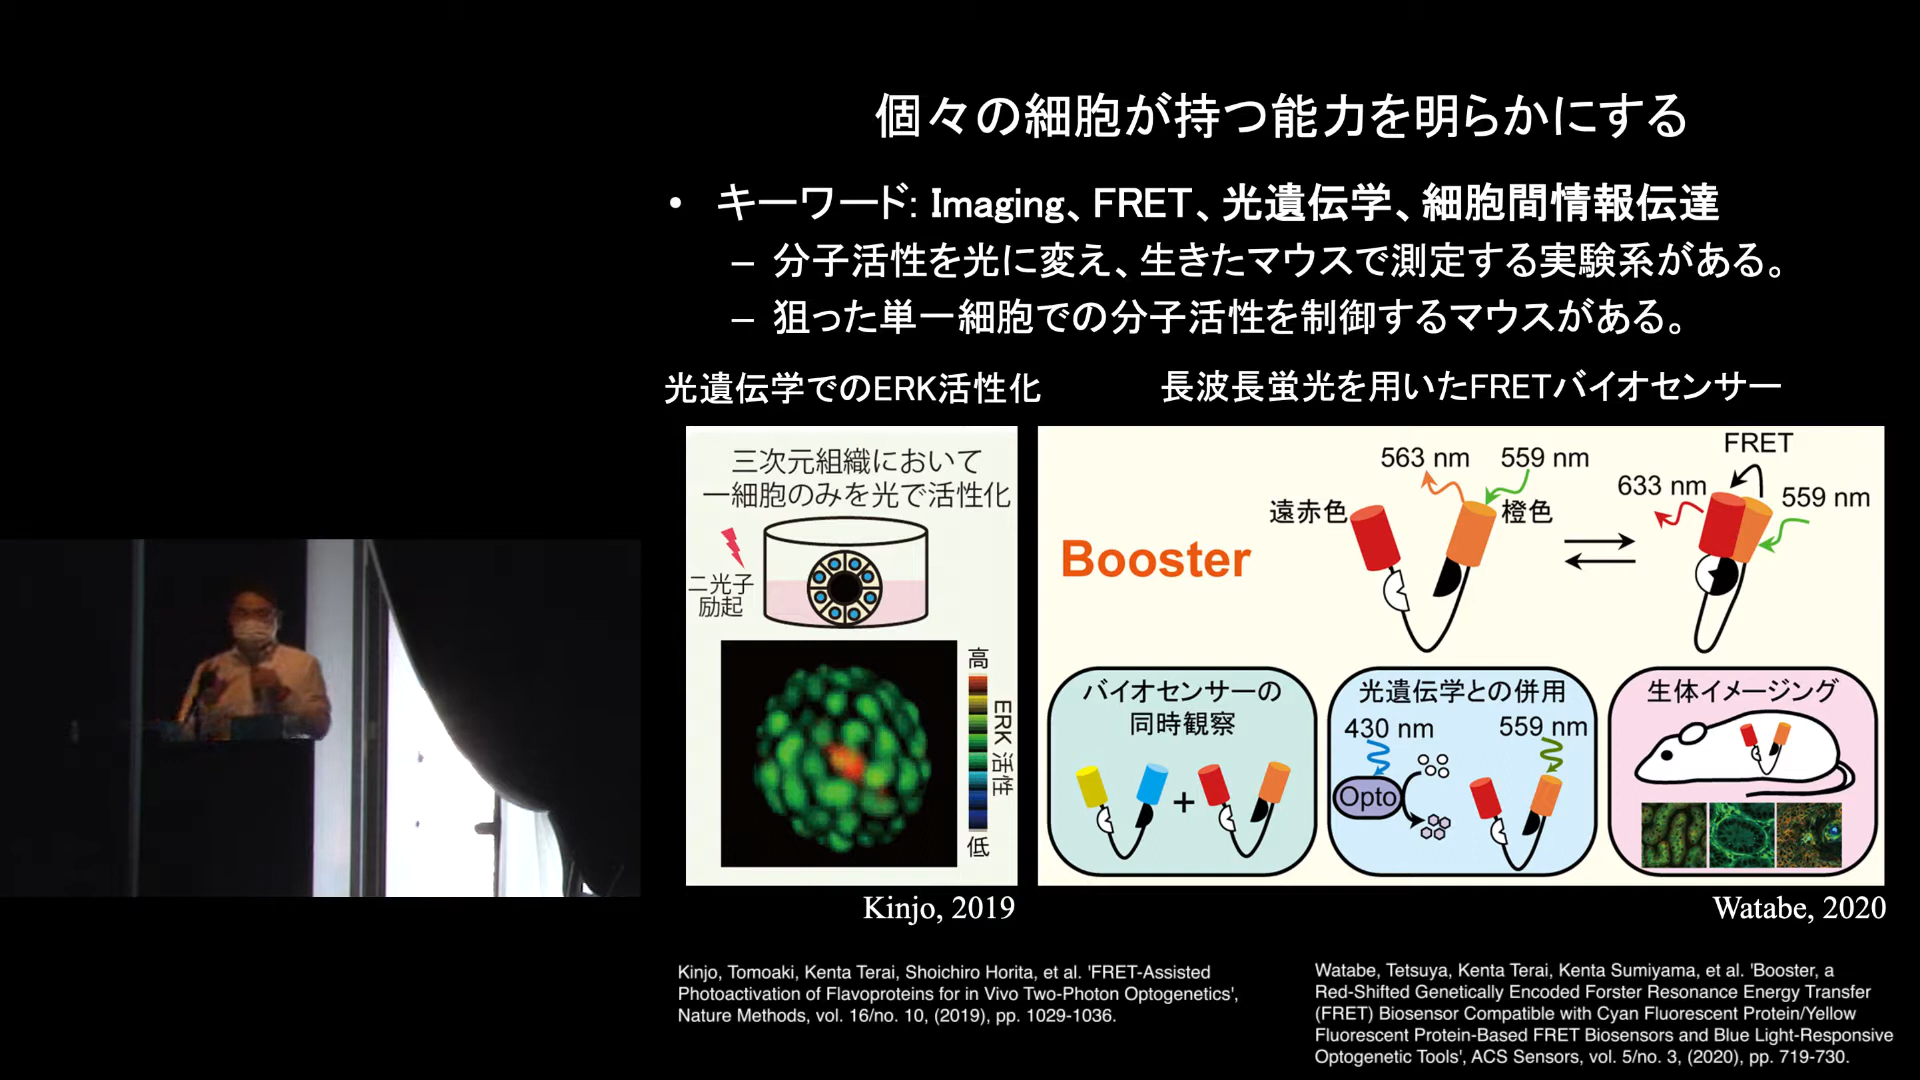 個々の細胞が持つ能力を明らかにする
• キーワード: Imaging、FRET、光遺伝学、細胞間情報伝達
– 分子活性を光に変え、生きたマウスで測定する実験系がある。
– 狙った単一細胞での分子活性を制御するマウスがある。
光遺伝学でのERK活性化
三次元組織において
一細胞のみを光で活性化
二光子
励起
高
ERK 活性
低
Kinjo, 2019
長波長蛍光を用いたFRETバイオセンサー
Booster
遠赤色
563 nm
559 nm
橙色
FRET
633 nm
559 nm
バイオセンサーの
同時観察
+
光遺伝学との併用
430 nm
559 nm
Opto
生体イメージング
Watabe, 2020
Kinjo, Tomoaki, Kenta Terai, Shoichiro Horita, et al. 'FRET-Assisted
Photoactivation of Flavoproteins for in Vivo Two-Photon Optogenetics',
Nature Methods, vol. 16/no. 10, (2019), pp. 1029-1036.
Watabe, Tetsuya, Kenta Terai, Kenta Sumiyama, et al. 'Booster, a
Red-Shifted Genetically Encoded Forster Resonance Energy Transfer
(FRET) Biosensor Compatible with Cyan Fluorescent Protein/Yellow
Fluorescent Protein-Based FRET Biosensors and Blue Light-Responsive
Optogenetic Tools', ACS Sensors, vol. 5/no. 3, (2020), pp. 719-730.